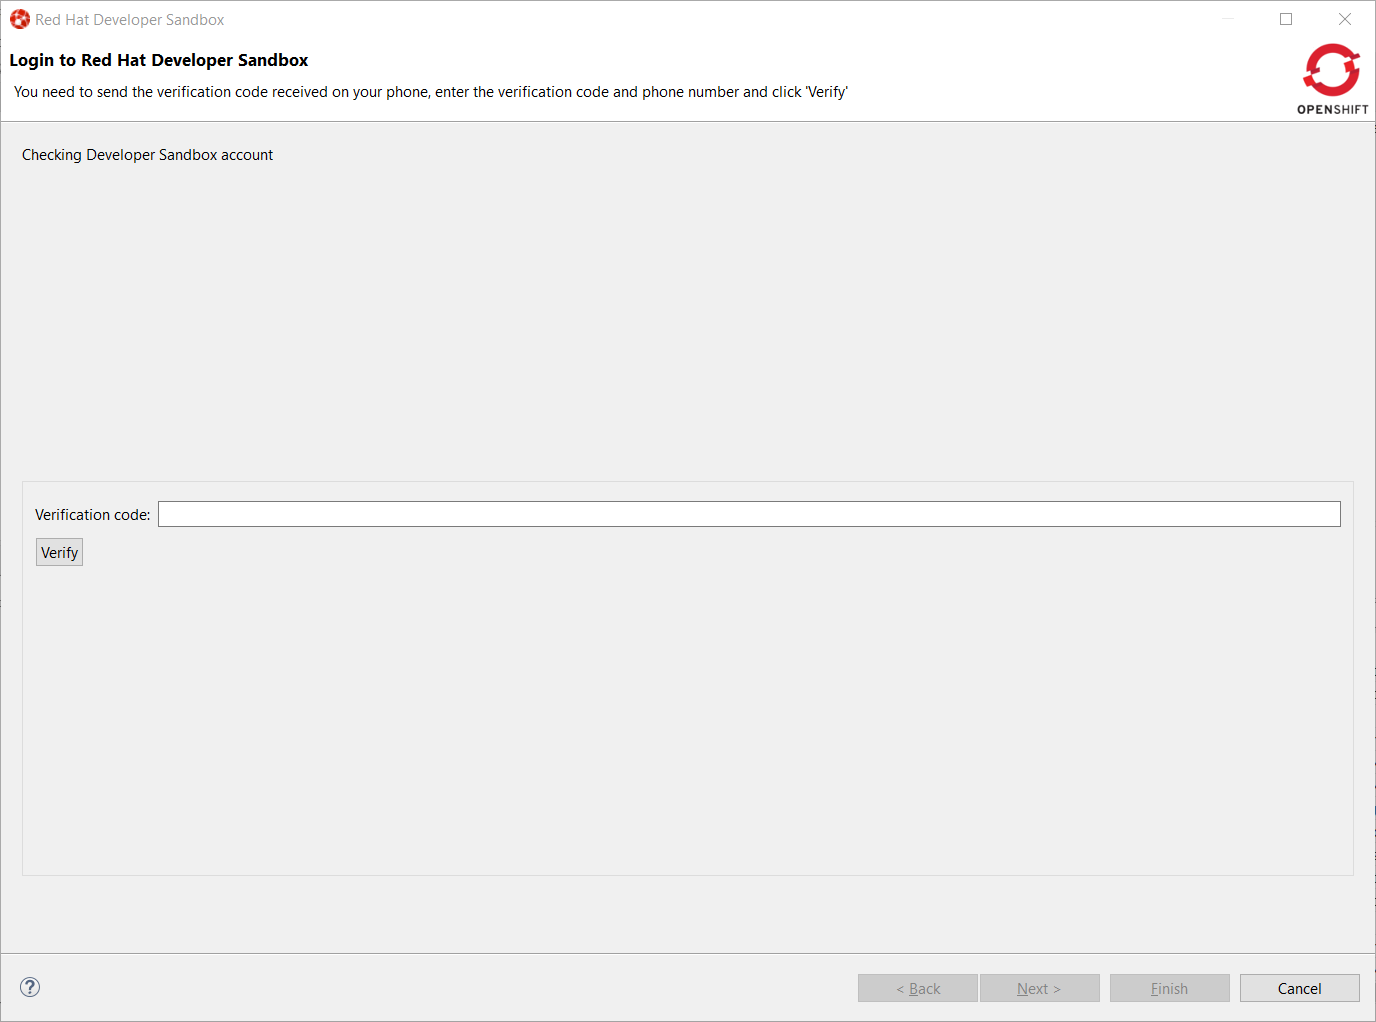 Red Hat Developer Sandbox
Login to Red Hat Developer Sandbox
You need to send the verification code received on your phone, enter the verification code and phone number and click 'Verify'
OPENSHIFT
Checking Developer Sandbox account
Verification code:
Verify
?
< Back
Next >
Finish
Cancel